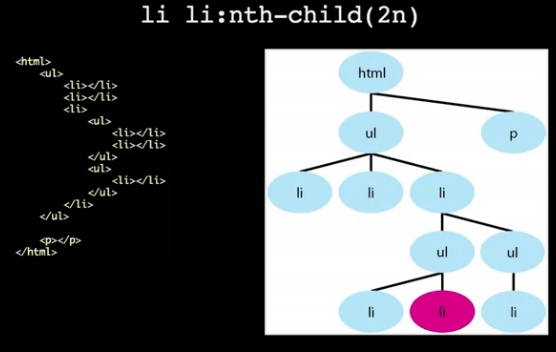 li li:nth-child(2n)
<html>
<ul>
<li></li>
<li></li>
<li>
<ul>
<li></li>
<li></li>
</ul>
<ul>
<li></li>
</ul>
</li>
</ul>
<p></p>
</html>
html
ul p
li li li
ul ul
li li li